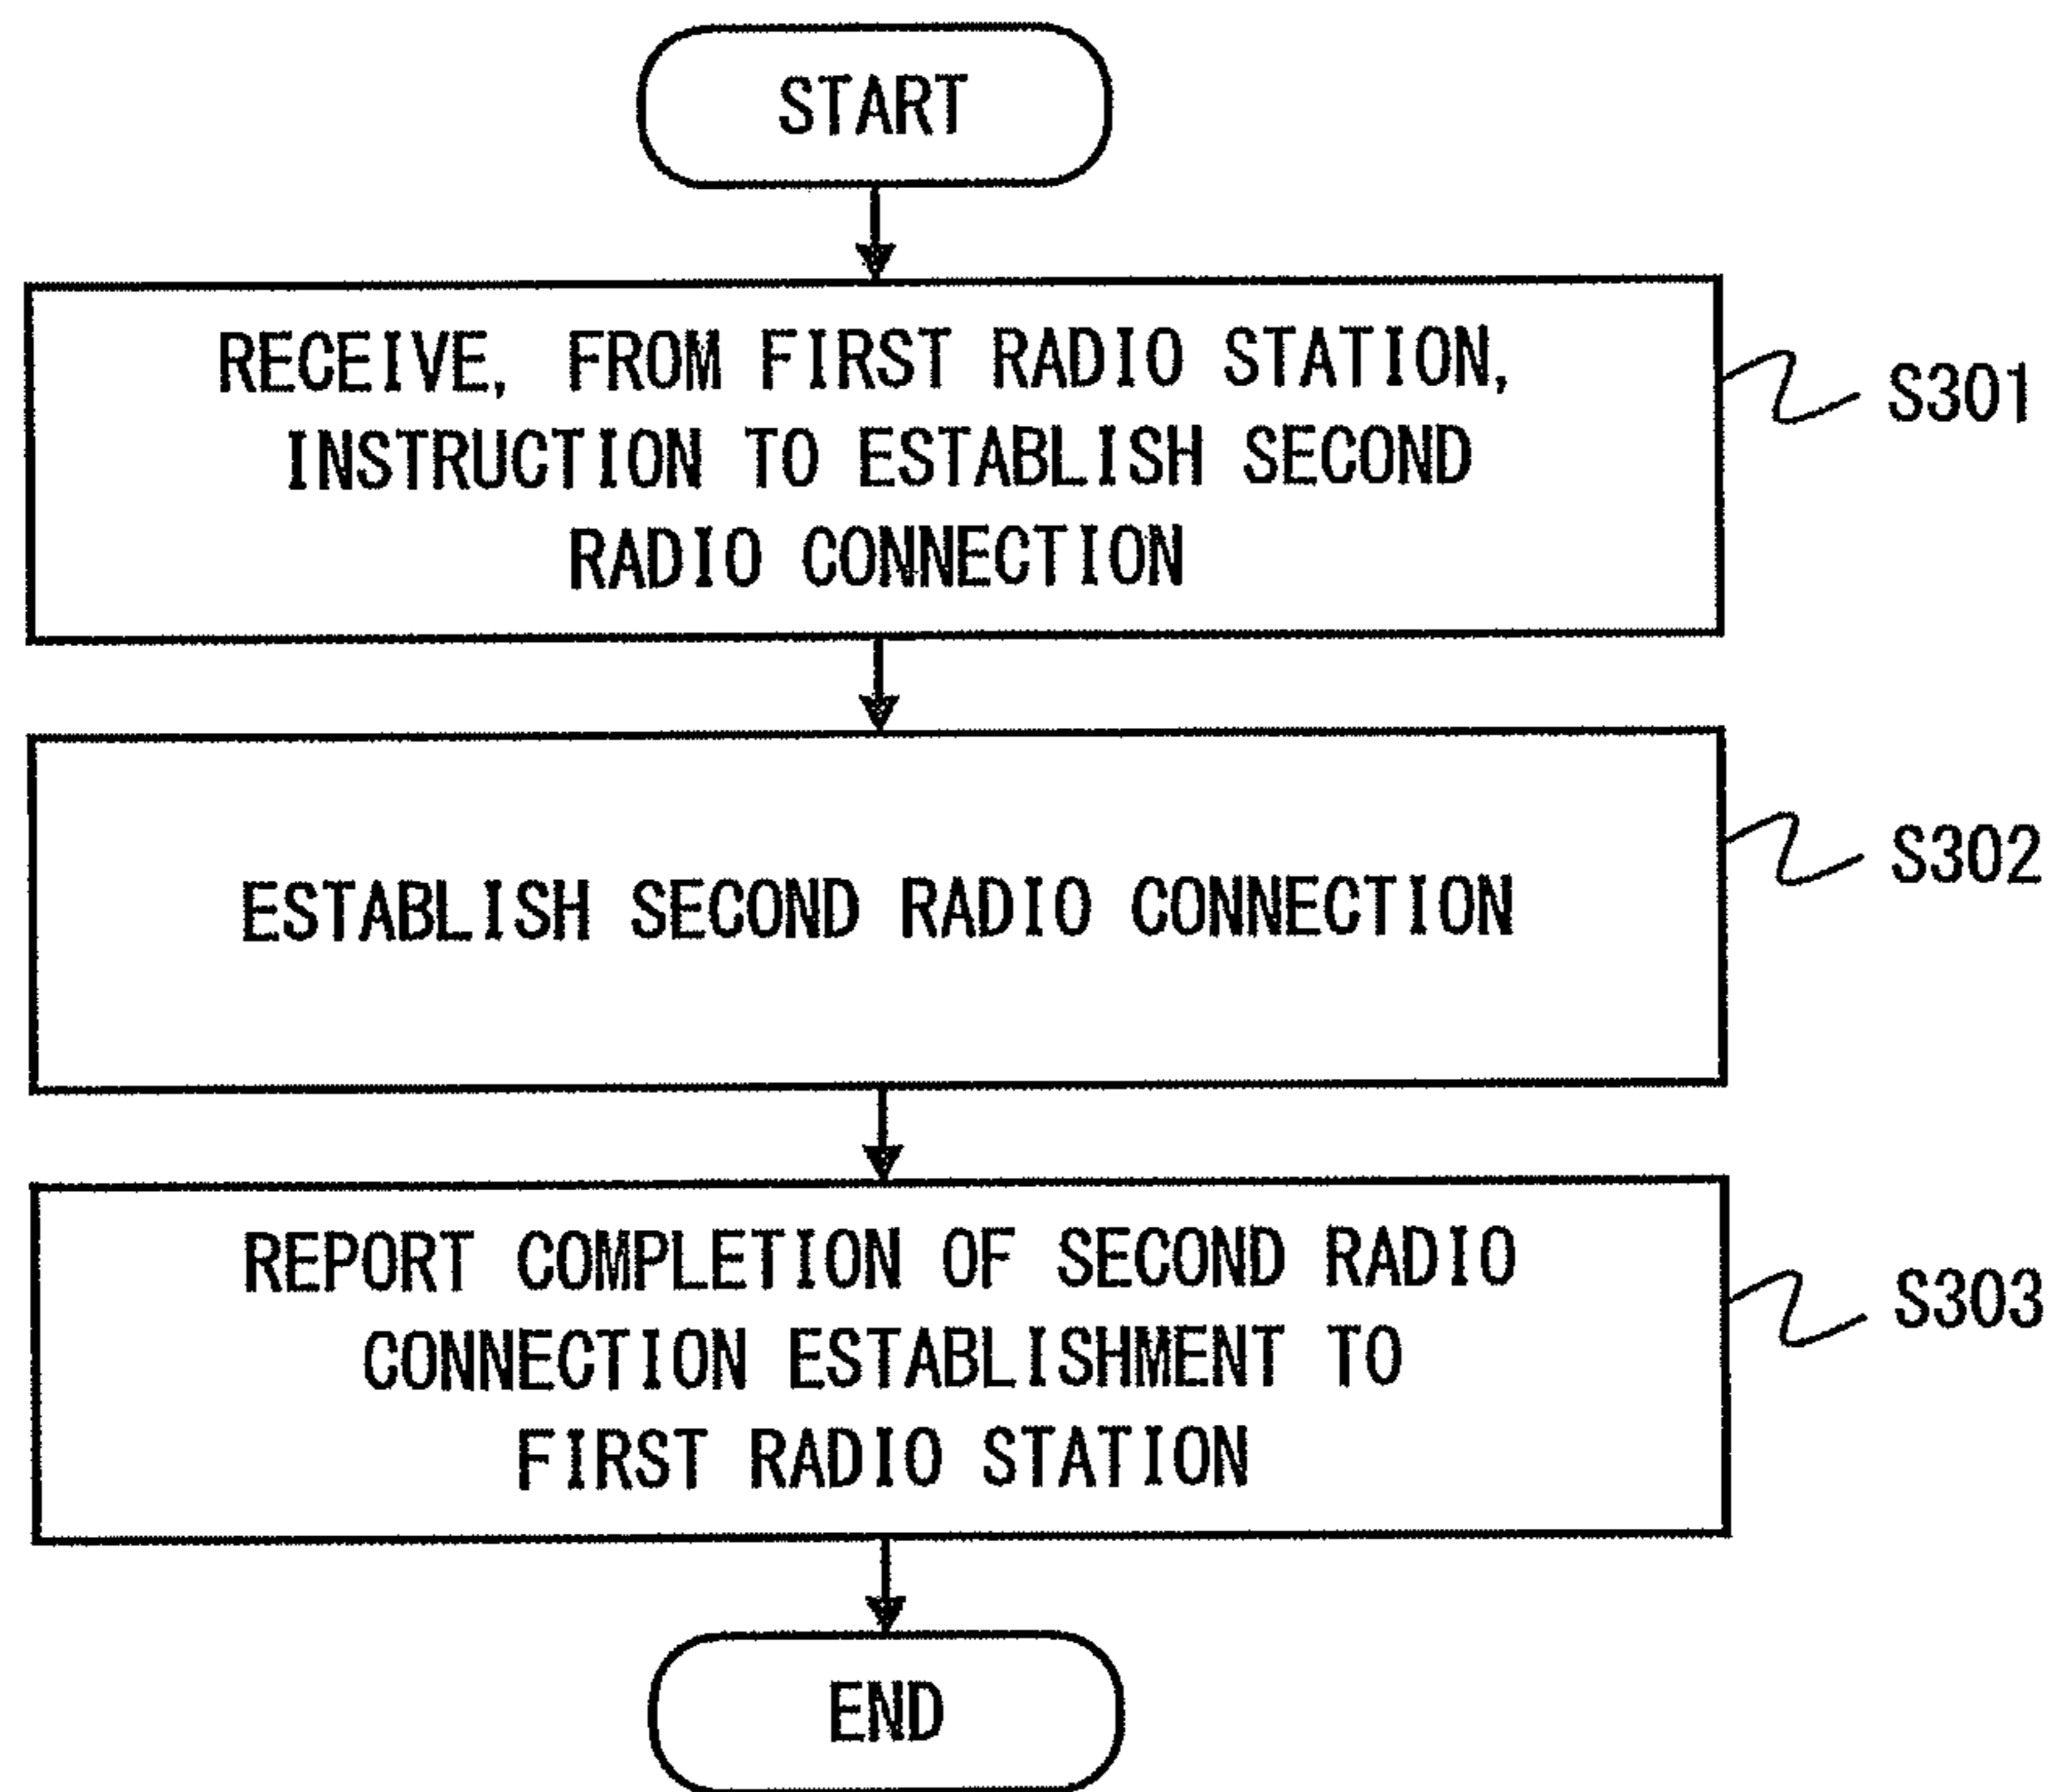 START
RECEIVE, FROM FIRST RADIO STATION,
INSTRUCTION TO ESTABLISH SECOND
RADIO CONNECTION
S301
ESTABLISH SECOND RADIO CONNECTION
S302
REPORT COMPLETION OF SECOND RADIO
CONNECTION ESTABLISHMENT TO
FIRST RADIO STATION
S303
END